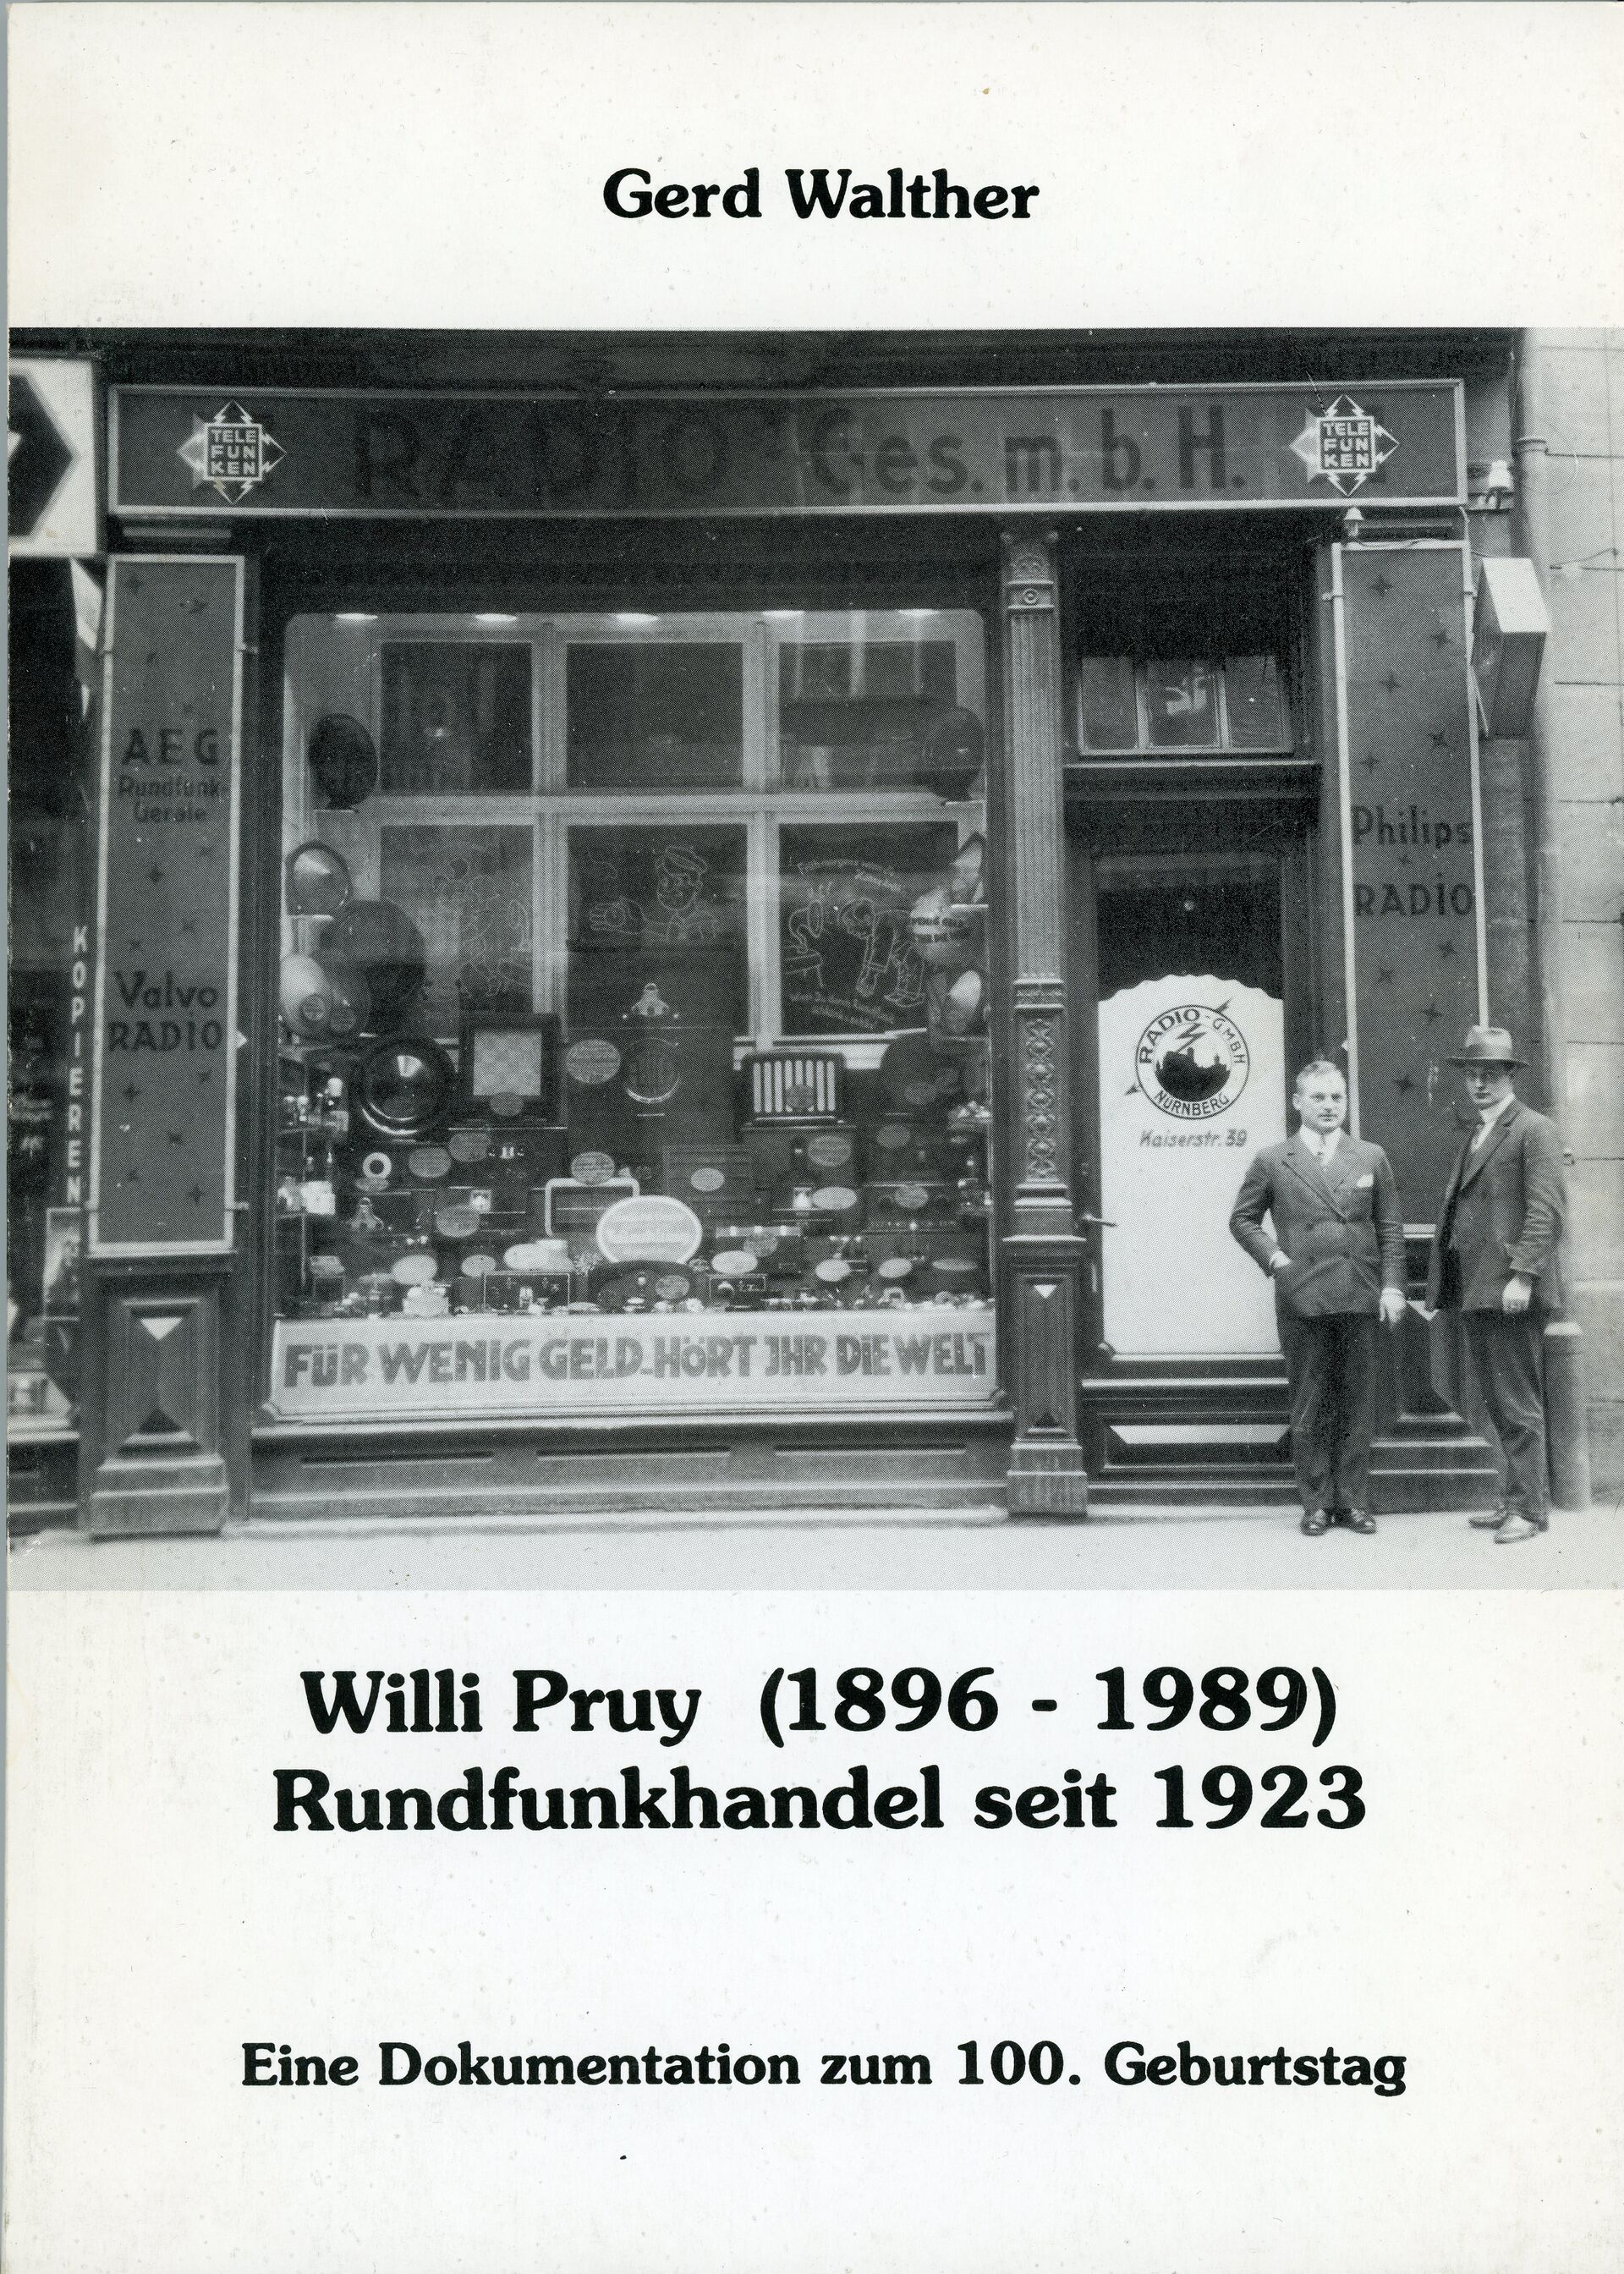 Gerd Walther
TELE
FUN
KEN
RADIO Ges. m. b. H.
TELE
FUN
KEN
AEG
Rundfunk-
Geräte
Valvo
RADIO
KOPIEREN
Philips
RADIO
RADIO-GMBH
NÜRNBERG
Kaiserstr. 39
FÜR WENIG GELD-HÖRT JHR DIE WELT
Willi Pruy (1896 - 1989)
Rundfunkhandel seit 1923
Eine Dokumentation zum 100. Geburtstag